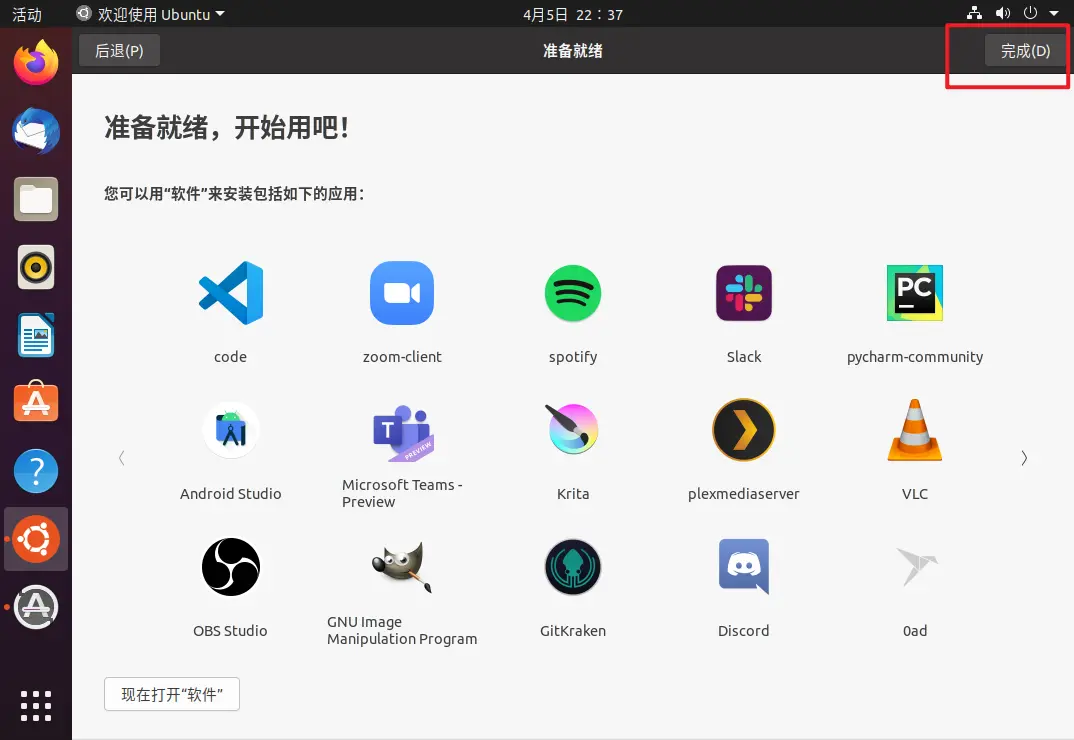 活动
欢迎使用 Ubuntu
4月5日 22：37
后退(P)
准备就绪
完成(D)
准备就绪，开始用吧！
您可以用“软件”来安装包括如下的应用：
code
zoom-client
spotify
Slack
PC
pycharm-community
Android Studio
T
PREVIEW
Microsoft Teams -
Preview
Krita
plexmediaserver
VLC
OBS Studio
GNU Image
Manipulation Program
GitKraken
Discord
0ad
现在打开“软件”